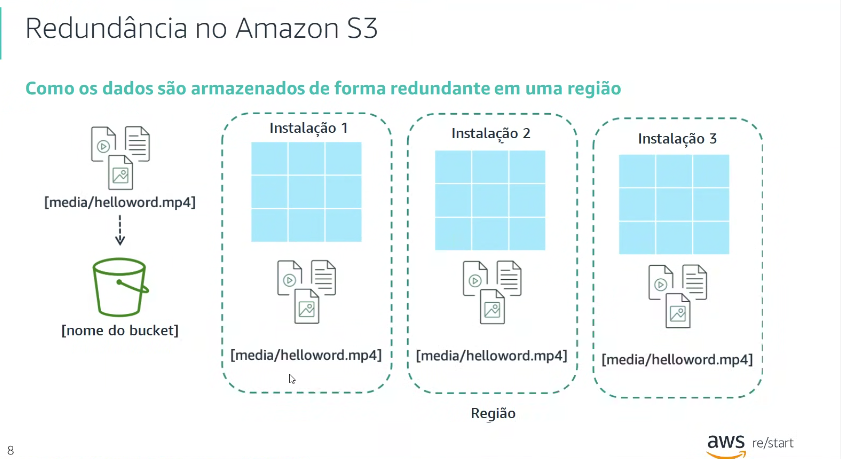 Redundância no Amazon S3
Como os dados são armazenados de forma redundante em uma região
[media/helloword.mp4]
[nome do bucket]
Instalação 1
[media/helloword.mp4]
Instalação 2
[media/helloword.mp4]
Instalação 3
[media/helloword.mp4]
Região
8
aws re/start